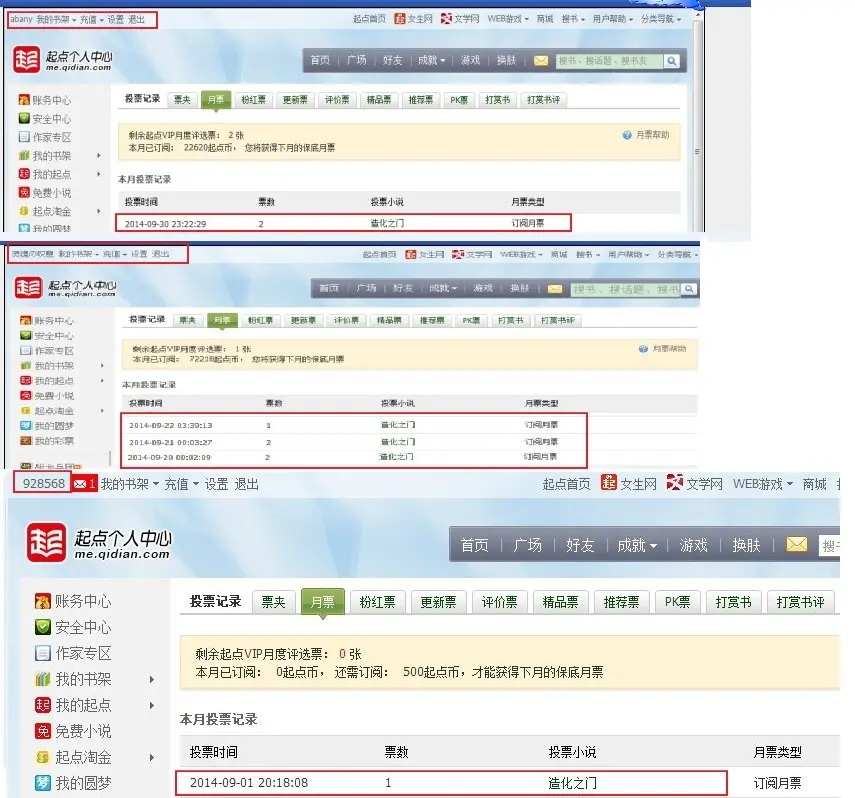 abany 我的书架 充值 设置 退出 起点首页 女生网 文学网 WEB游戏 商城 搜书 用户帮助 分类导航
起点个人中心
me.qidian.com
首页 广场 好友 成就 游戏 换肤 搜书、搜话题、搜书友
账务中心
安全中心
作家专区
我的书架
我的起点
免费小说
起点淘金
我的圆梦
投票记录 票夹 月票 粉红票 更新票 评价票 精品票 推荐票 PK票 打赏书 打赏书评
剩余起点VIP月度评选票: 2 张 月票帮助
本月已订阅: 22620起点币, 您将获得下月的保底月票
本月投票记录
投票时间 票数 投票小说 月票类型
2014-09-30 23:22:29 2 造化之门 订阅月票
我的书架 充值 设置 退出 起点首页 女生网 文学网 WEB游戏 商城 搜书 用户帮助 分类导航
起点个人中心
me.qidian.com
首页 广场 好友 成就 游戏 换肤 搜书、搜话题、搜书
账务中心
安全中心
作家专区
我的书架
我的起点
免费小说
起点淘金
我的圆梦
我的彩票
投票记录 票夹 月票 粉红票 更新票 评价票 精品票 推荐票 PK票 打赏书 打赏书评
剩余起点VIP月度评选票: 1 张 月票帮助
本月已订阅: 72218起点币, 您将获得下月的保底月票
本月投票记录
投票时间 票数 投票小说 月票类型
2014-09-22 03:39:13 1 造化之门 订阅月票
2014-09-21 00:03:27 2 造化之门 订阅月票
2014-09-20 00:02:09 2 造化之门 订阅月票
928568 1 我的书架 充值 设置 退出 起点首页 女生网 文学网 WEB游戏 商城
起点个人中心
me.qidian.com
首页 广场 好友 成就 游戏 换肤 搜书
账务中心
安全中心
作家专区
我的书架
我的起点
免费小说
起点淘金
我的圆梦
投票记录 票夹 月票 粉红票 更新票 评价票 精品票 推荐票 PK票 打赏书 打赏书评
剩余起点VIP月度评选票: 0 张
本月已订阅: 0起点币, 还需订阅: 500起点币,才能获得下月的保底月票
本月投票记录
投票时间 票数 投票小说 月票类型
2014-09-01 20:18:08 1 造化之门 订阅月票